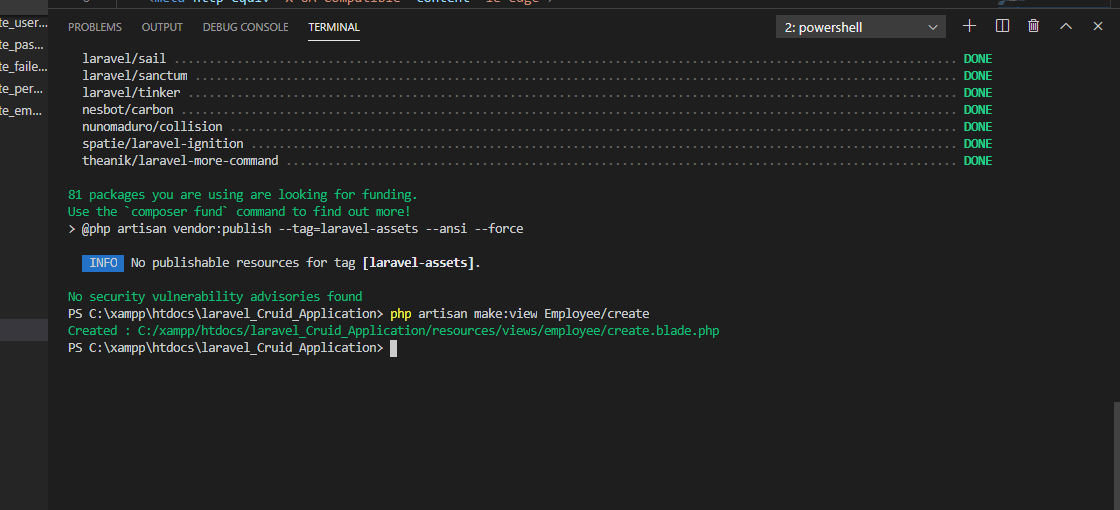 PROBLEMS OUTPUT DEBUG CONSOLE TERMINAL 2: powershell
te_user...
te_pas...
te_faile...
te_per...
te_em...
laravel/sail DONE
laravel/sanctum DONE
laravel/tinker DONE
nesbot/carbon DONE
nunomaduro/collision DONE
spatie/laravel-ignition DONE
theanik/laravel-more-command DONE
81 packages you are using are looking for funding.
Use the `composer fund` command to find out more!
> @php artisan vendor:publish --tag=laravel-assets --ansi --force
INFO No publishable resources for tag [laravel-assets].
No security vulnerability advisories found
PS C:\xampp\htdocs\laravel_Cruid_Application> php artisan make:view Employee/create
Created : C:/xampp/htdocs/laravel_Cruid_Application/resources/views/employee/create.blade.php
PS C:\xampp\htdocs\laravel_Cruid_Application>